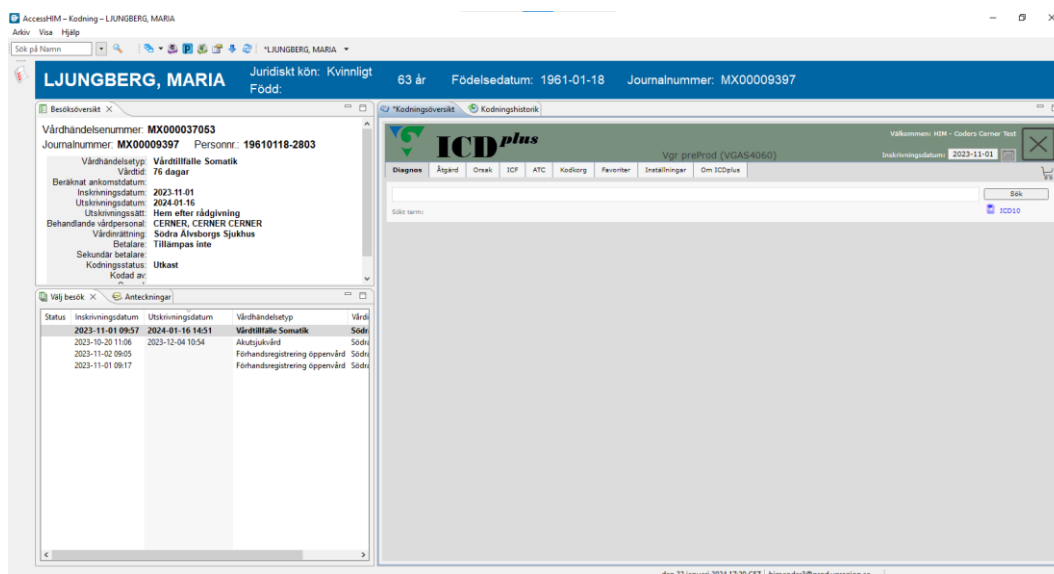 AccessHIM – Kodning – LJUNGBERG, MARIA
Arkiv Visa Hjälp
Sök på Namn
*LJUNGBERG, MARIA
LJUNGBERG, MARIA
Juridiskt kön: Kvinnligt
Född:
63 år
Födelsedatum: 1961-01-18
Journalnummer: MX00009397
Besöksöversikt
Vårdhändelsenummer: MX000037053
Journalnummer: MX00009397 Personnr.: 19610118-2803
Vårdhändelsetyp: Vårdtillfälle Somatik
Vårdtid: 76 dagar
Beräknat ankomstdatum:
Inskrivningsdatum: 2023-11-01
Utskrivningsdatum: 2024-01-16
Utskrivningssätt: Hem efter rådgivning
Behandlande vårdpersonal: CERNER, CERNER CERNER
Vårdinrättning: Södra Älvsborgs Sjukhus
Betalare: Tillämpas inte
Sekundär betalare:
Kodningsstatus: Utkast
Kodad av:
Välj besök
Anteckningar
Status Inskrivningsdatum Utskrivningsdatum Vårdhändelsetyp Vårdi
2023-11-01 09:57 2024-01-16 14:51 Vårdtillfälle Somatik Södra
2023-10-20 11:06 2023-12-04 10:54 Akutsjukvård Södra
2023-11-02 09:05 Förhandsregistrering öppenvård Södra
2023-11-01 09:17 Förhandsregistrering öppenvård Södra
*Kodningsöversikt
Kodningshistorik
ICD plus
Vgr preProd (VGAS4060)
Välkommen: HIM - Coders Cerner Test
Inskrivningsdatum: 2023-11-01
Diagnos Åtgärd Orsak ICF ATC Kodkorg Favoriter Inställningar Om ICDplus
Sök
Sökt term:
ICD10